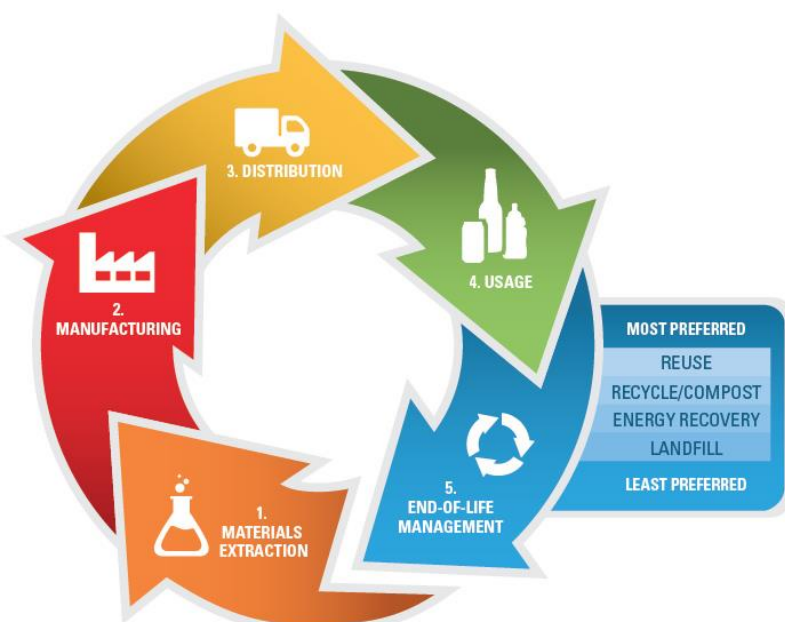 3. DISTRIBUTION
4. USAGE
2.
MANUFACTURING
MOST PREFERRED
REUSE
RECYCLE/COMPOST
ENERGY RECOVERY
LANDFILL
LEAST PREFERRED
5.
END-OF-LIFE
MANAGEMENT
1.
MATERIALS
EXTRACTION